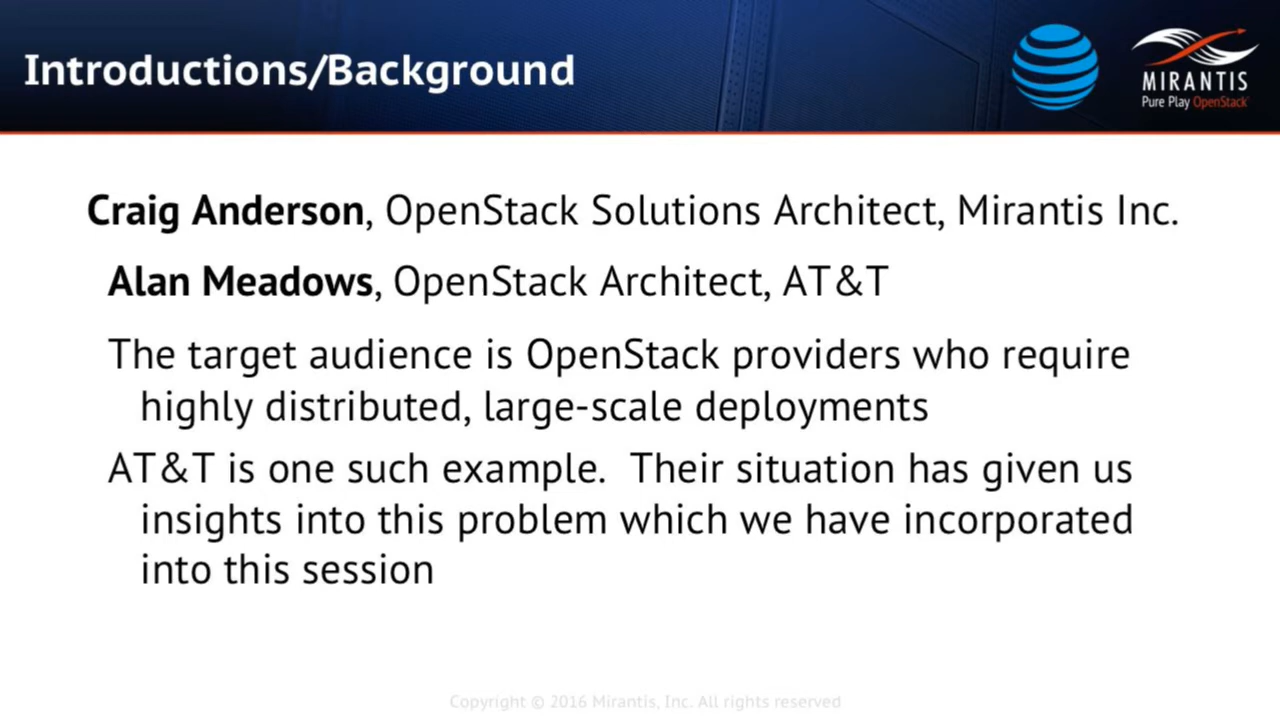 Introductions/Background
MIRANTIS
Pure Play OpenStack
Craig Anderson, OpenStack Solutions Architect, Mirantis Inc.
Alan Meadows, OpenStack Architect, AT&T
The target audience is OpenStack providers who require
highly distributed, large-scale deployments
AT&T is one such example.  Their situation has given us
insights into this problem which we have incorporated
into this session
Copyright © 2016 Mirantis, Inc. All rights reserved